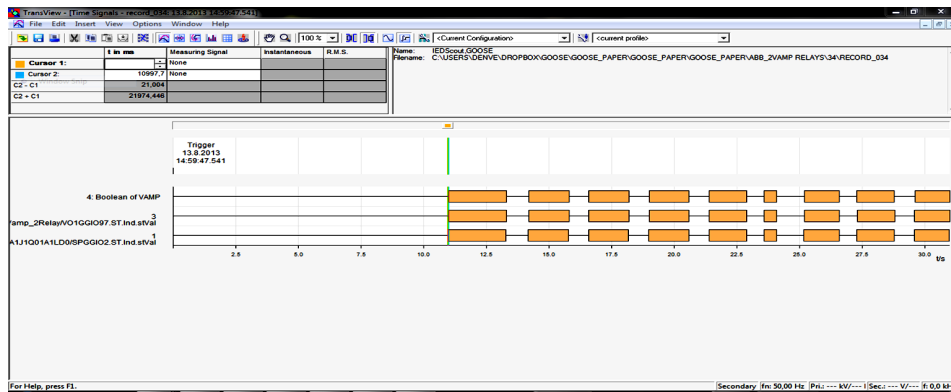 TransView - [Time Signals - record_034, 13.8.2013 14:59:47.541]
File Edit Insert View Options Window Help
100 % <Current Configuration> <current profile>
t in ms Measuring Signal Instantaneous R.M.S.
Cursor 1: None
Cursor 2: 10997,7 None
C2 - C1 21,004
C2 + C1 21974,446
Name: IEDScout,GOOSE
Filename: C:\USERS\DENVE\DROPBOX\GOOSE\GOOSE_PAPER\GOOSE_PAPER\ABB_2VAMP RELAYS\34\RECORD_034
Trigger
13.8.2013
14:59:47.541
4: Boolean of VAMP
3
Vamp_2Relay/VO1GGIO97.ST.Ind.stVal
1
A1J1Q01A1LD0/SPGGIO2.ST.Ind.stVal
2.5 5.0 7.5 10.0 12.5 15.0 17.5 20.0 22.5 25.0 27.5 30.0 t/s
For Help, press F1. Secondary fn: 50,00 Hz Pri.: --- kV/--- Sec.: --- V/--- f: 0,0